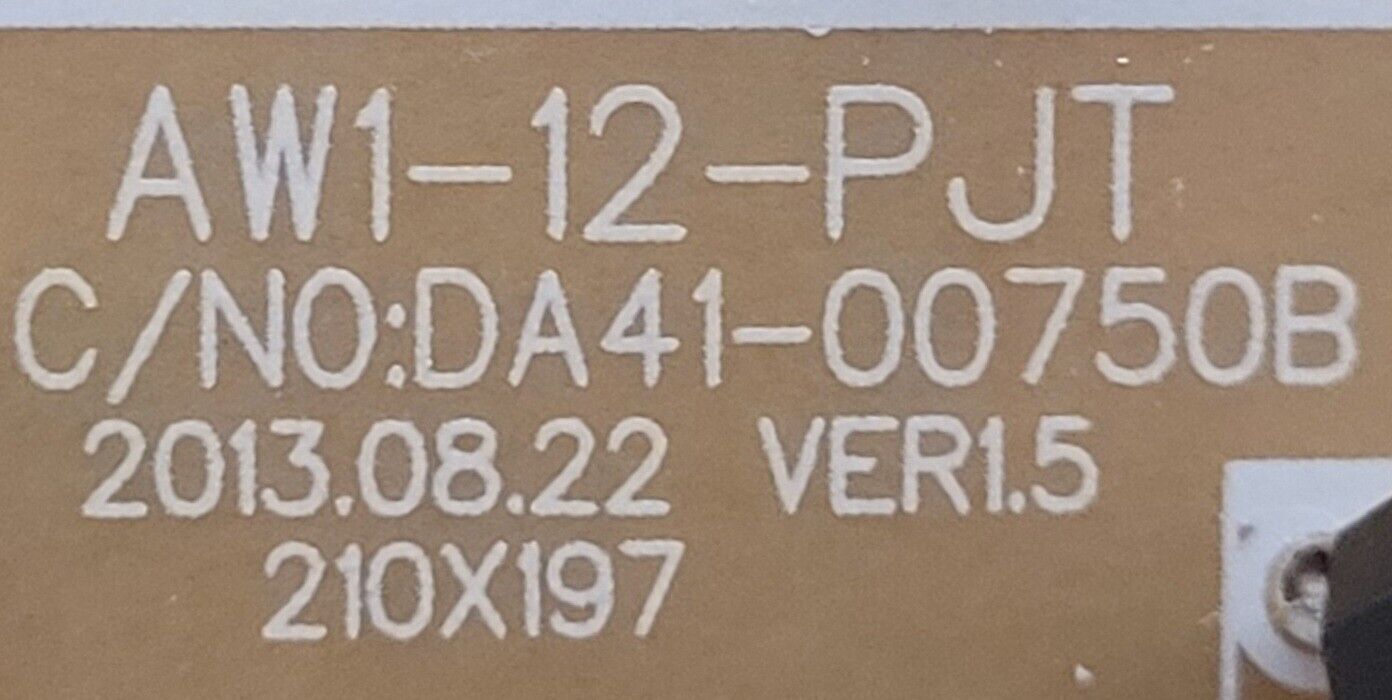 AW1-12-PJT
C/NO:DA41-00750B
2013.08.22 VER1.5
210X197